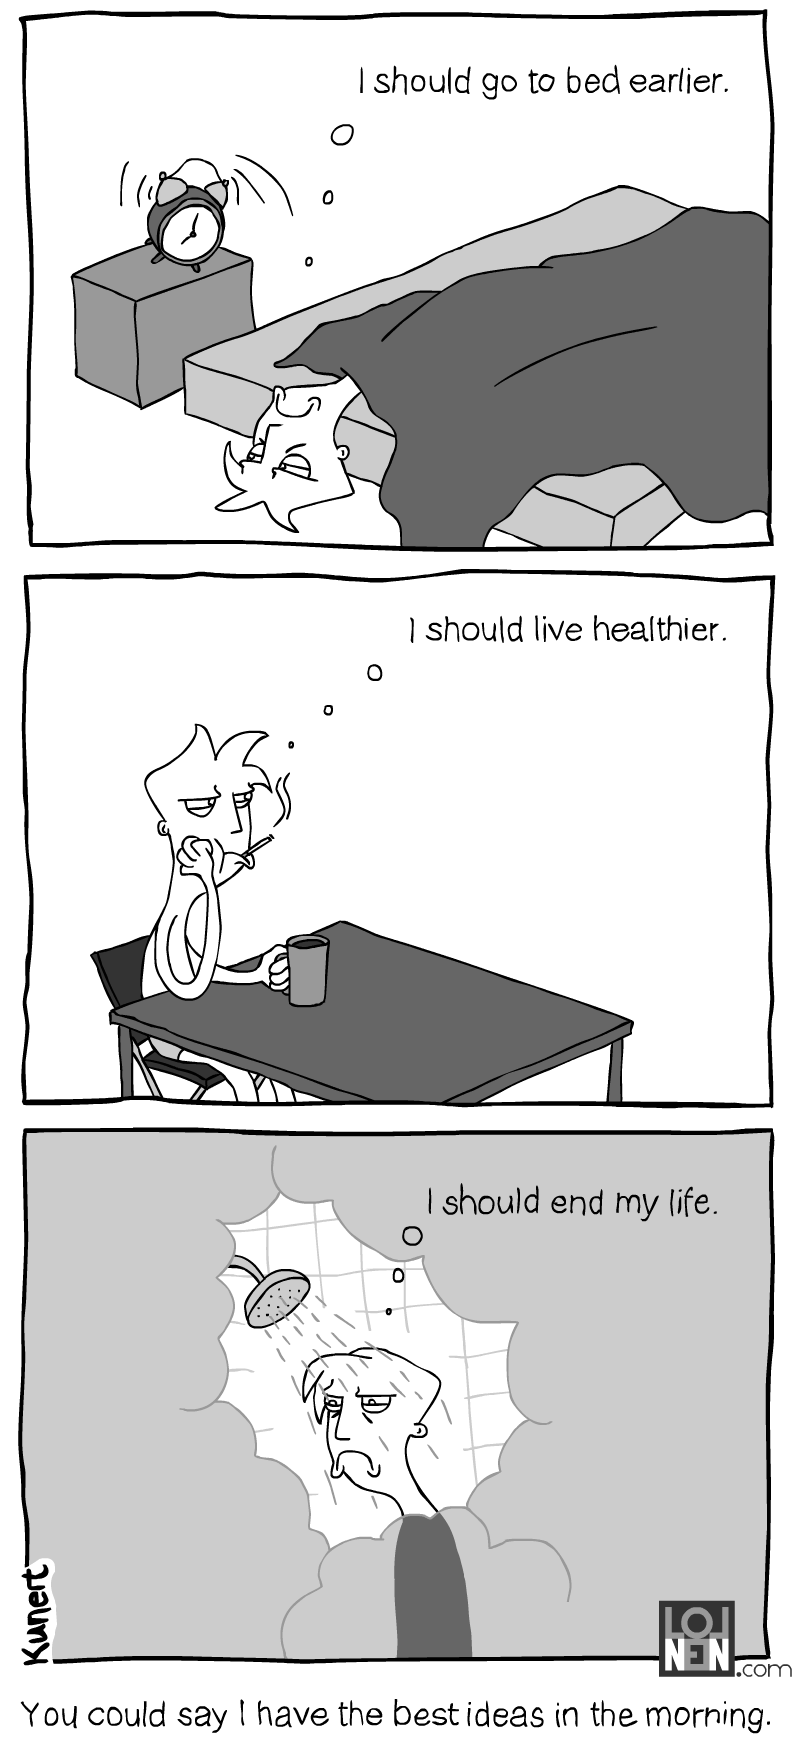 I should go to bed earlier.
I should live healthier.
I should end my life.
Kunert
LOL
NEIN
.com
You could say I have the best ideas in the morning.